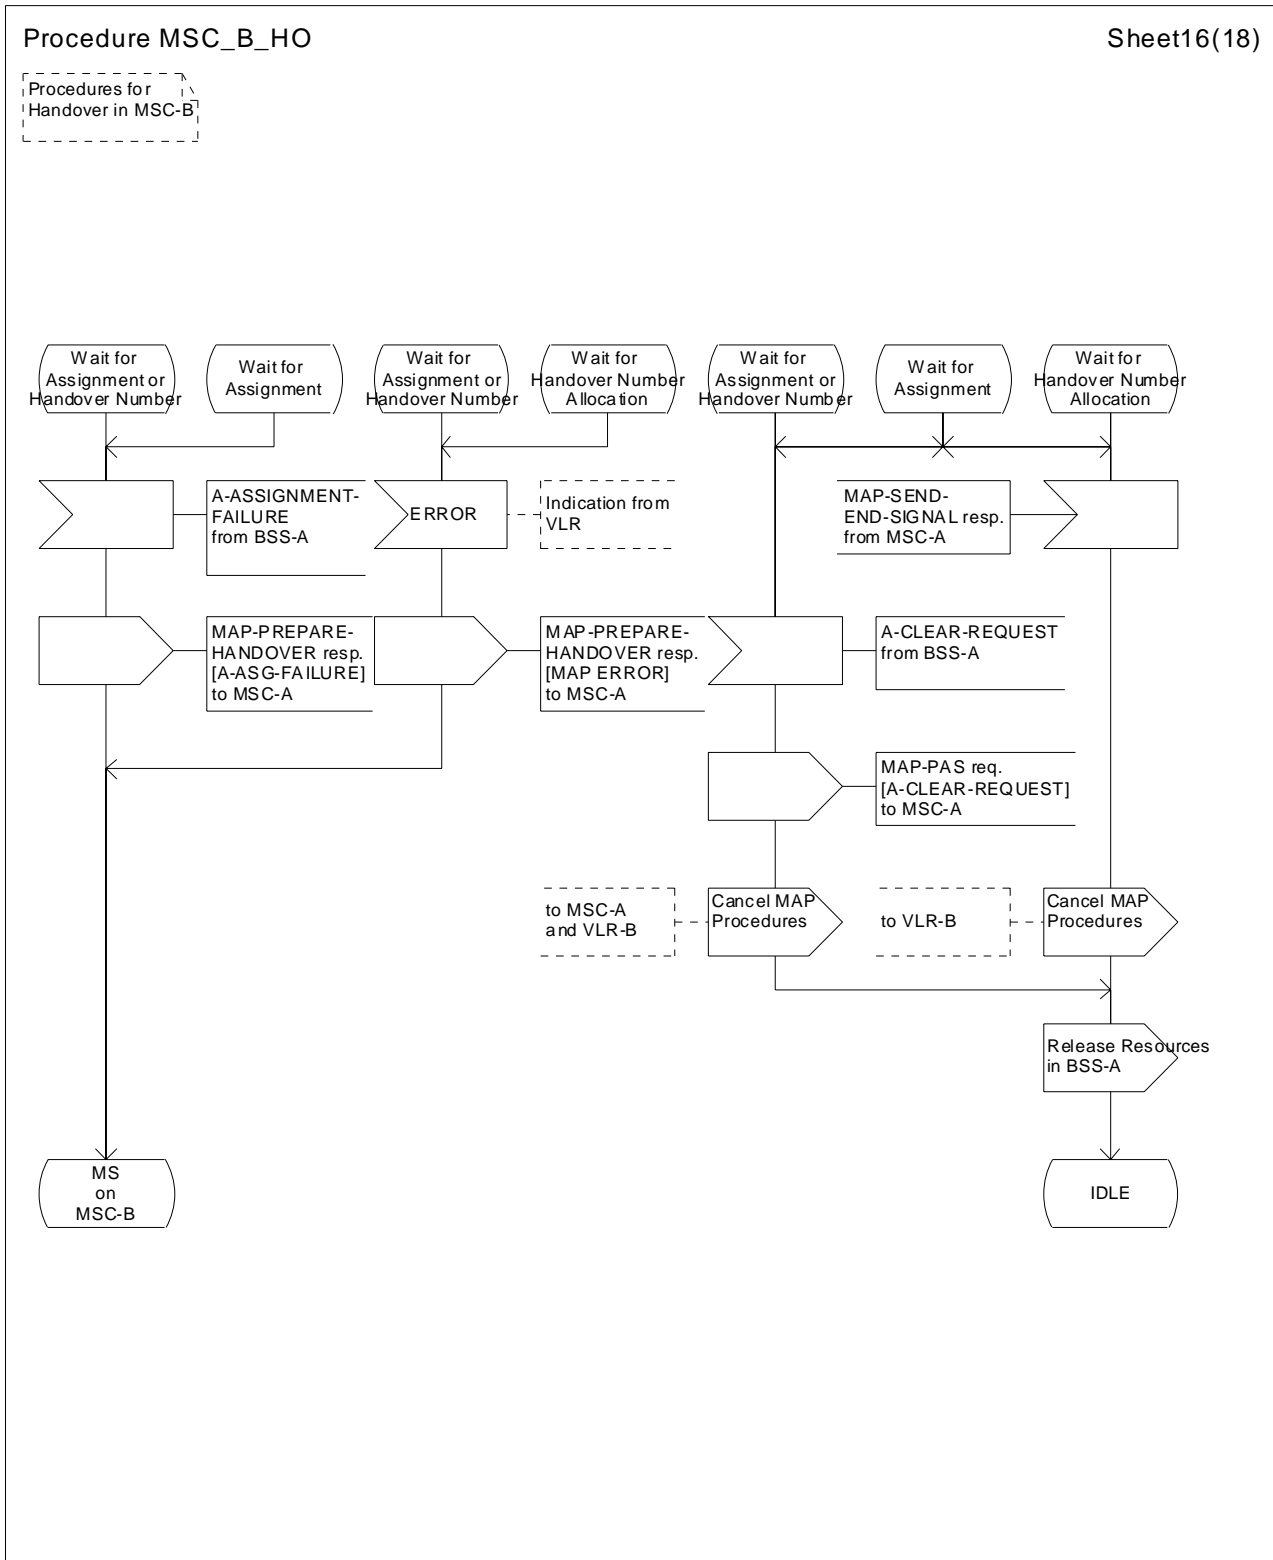 Procedure MSC_B_HO
Sheet16(18)
Procedures for
Handover in MSC-B
Wait for
Assignment or
Handover Number
Wait for
Assignment
Wait for
Assignment or
Handover Number
Wait for
Handover Number
Allocation
Wait for
Assignment or
Handover Number
Wait for
Assignment
Wait for
Handover Number
Allocation
A-ASSIGNMENT-
FAILURE
from BSS-A
ERROR
Indication from
VLR
MAP-SEND-
END-SIGNAL resp.
from MSC-A
MAP-PREPARE-
HANDOVER resp.
[A-ASG-FAILURE]
to MSC-A
MAP-PREPARE-
HANDOVER resp.
[MAP ERROR]
to MSC-A
A-CLEAR-REQUEST
from BSS-A
MAP-PAS req.
[A-CLEAR-REQUEST]
to MSC-A
to MSC-A
and VLR-B
Cancel MAP
Procedures
to VLR-B
Cancel MAP
Procedures
Release Resources
in BSS-A
MS
on
MSC-B
IDLE